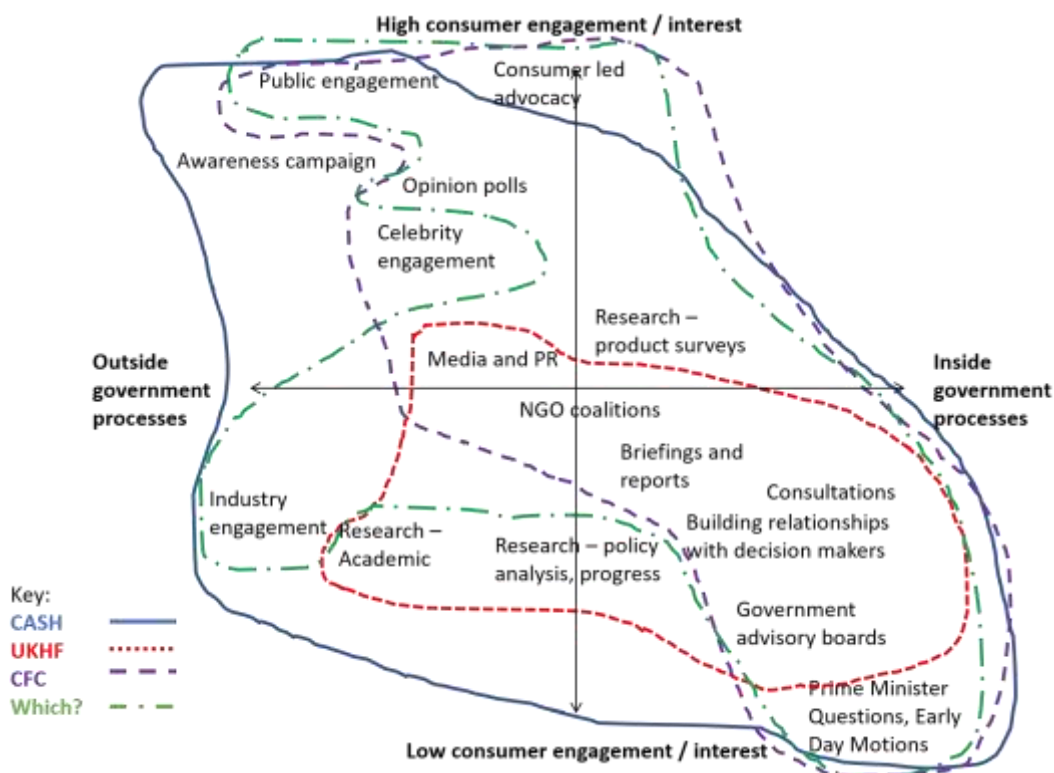 High consumer engagement / interest
Public engagement
Consumer led
advocacy
Awareness campaign
Opinion polls
Celebrity
engagement
Research –
product surveys
Media and PR
Outside
government
processes
Inside
government
processes
NGO coalitions
Briefings and
reports
Consultations
Industry
engagement
Building relationships
with decision makers
Research –
Academic
Research – policy
analysis, progress
Government
advisory boards
Key:
CASH
UKHF
CFC
Which?
Prime Minister
Questions, Early
Day Motions
Low consumer engagement / interest